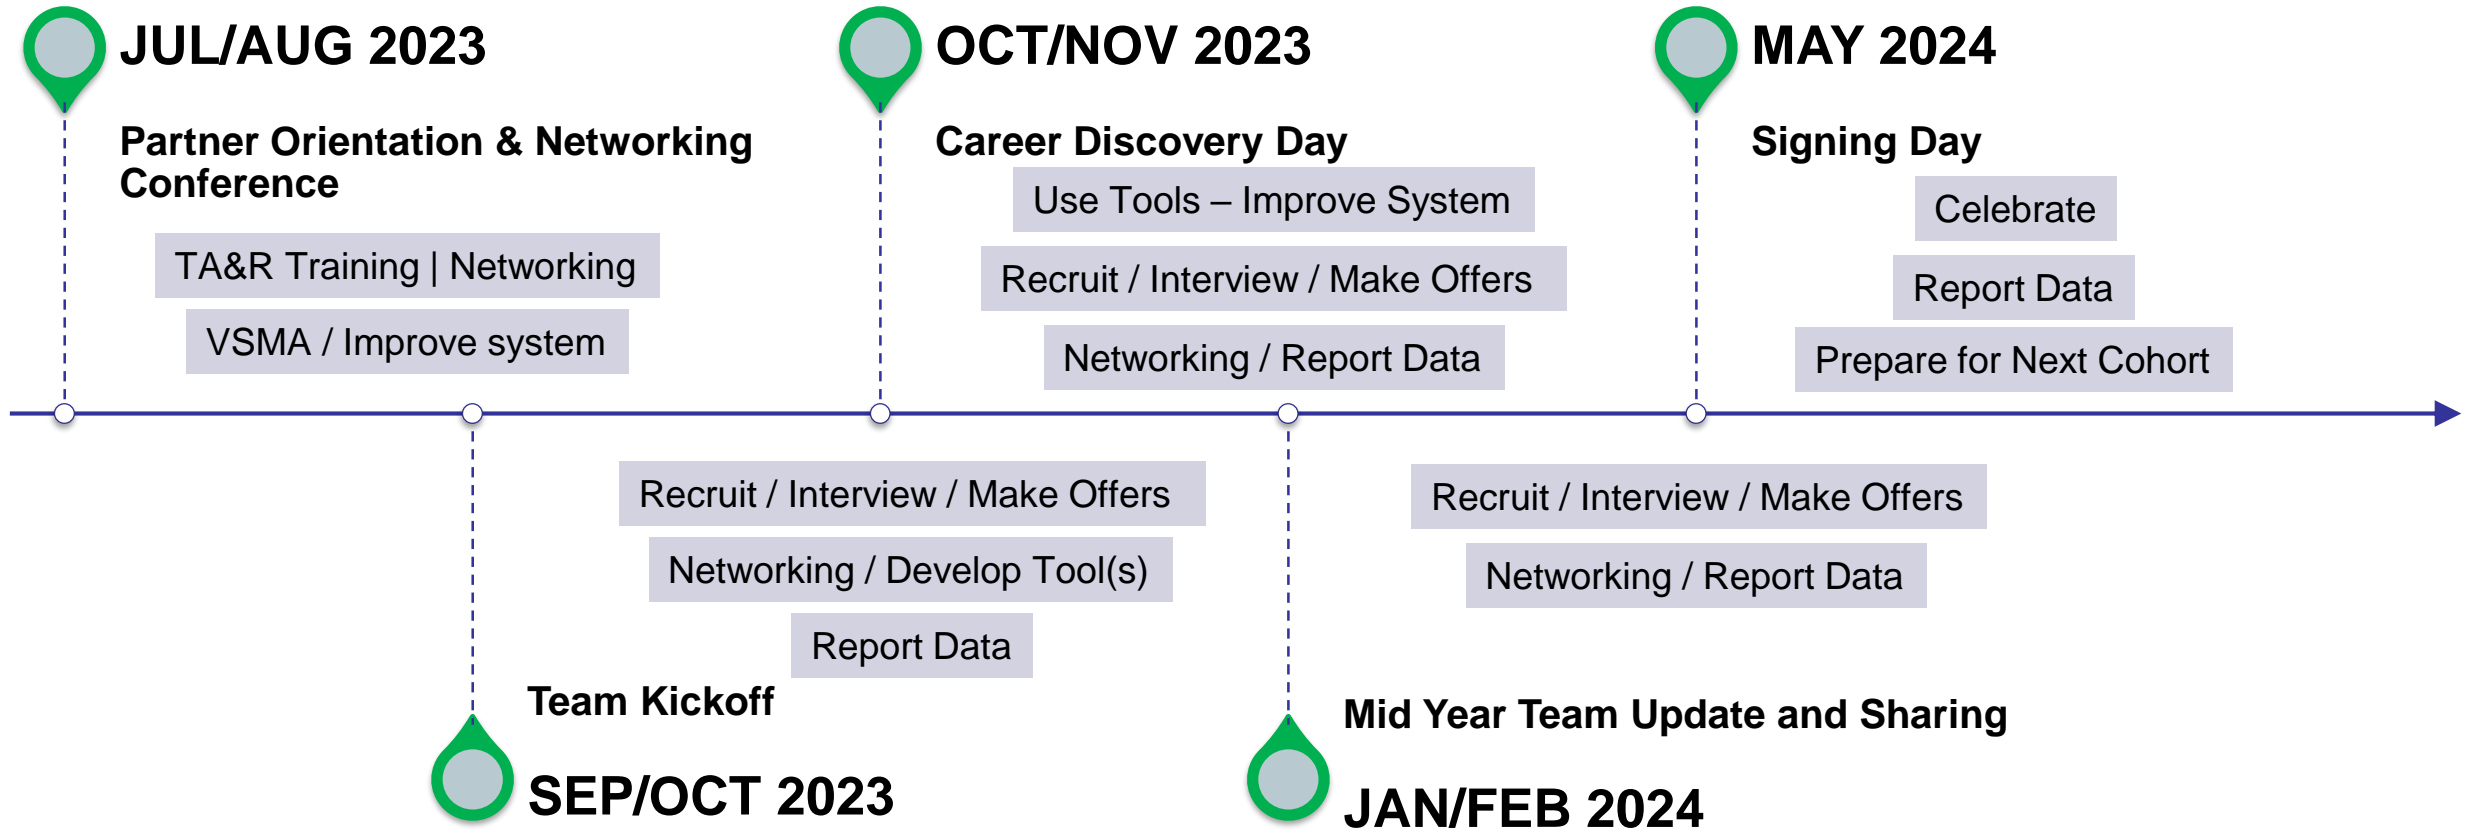 JUL/AUG 2023
Partner Orientation & Networking
Conference
TA&R Training | Networking
VSMA / Improve system
OCT/NOV 2023
Career Discovery Day
Use Tools – Improve System
Recruit / Interview / Make Offers
Networking / Report Data
MAY 2024
Signing Day
Celebrate
Report Data
Prepare for Next Cohort
Recruit / Interview / Make Offers
Networking / Develop Tool(s)
Report Data
Team Kickoff
SEP/OCT 2023
Recruit / Interview / Make Offers
Networking / Report Data
Mid Year Team Update and Sharing
JAN/FEB 2024